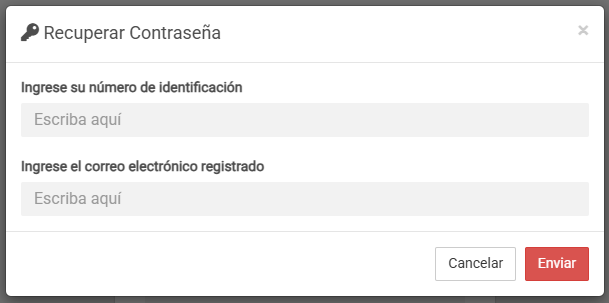 Recuperar Contraseña
×
Ingrese su número de identificación
Escriba aquí
Ingrese el correo electrónico registrado
Escriba aquí
Cancelar Enviar